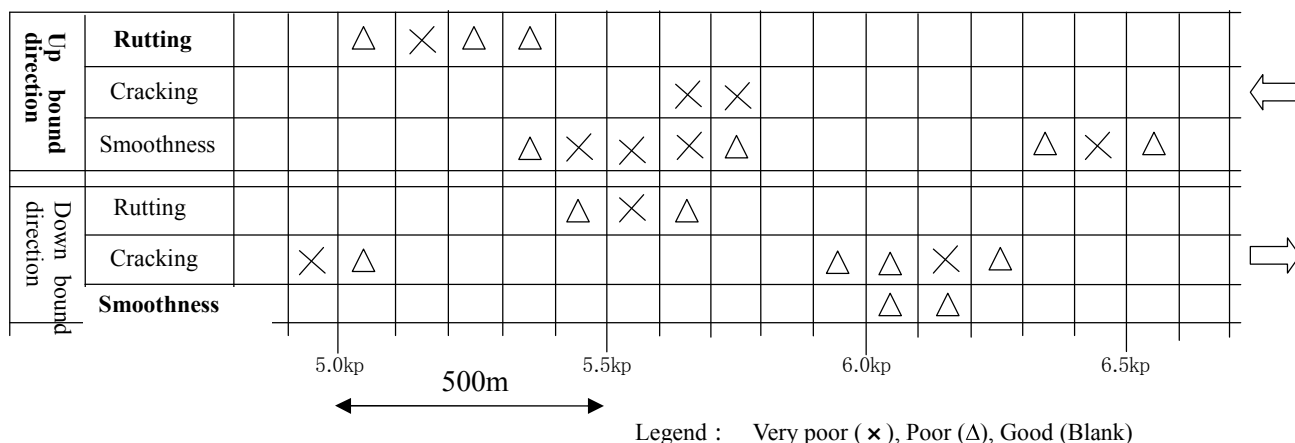 Up bound direction
Rutting
Cracking
Smoothness
Down bound direction
Rutting
Cracking
Smoothness
5.0kp 5.5kp 6.0kp 6.5kp
500m
Legend : Very poor ( × ), Poor (Δ), Good (Blank)